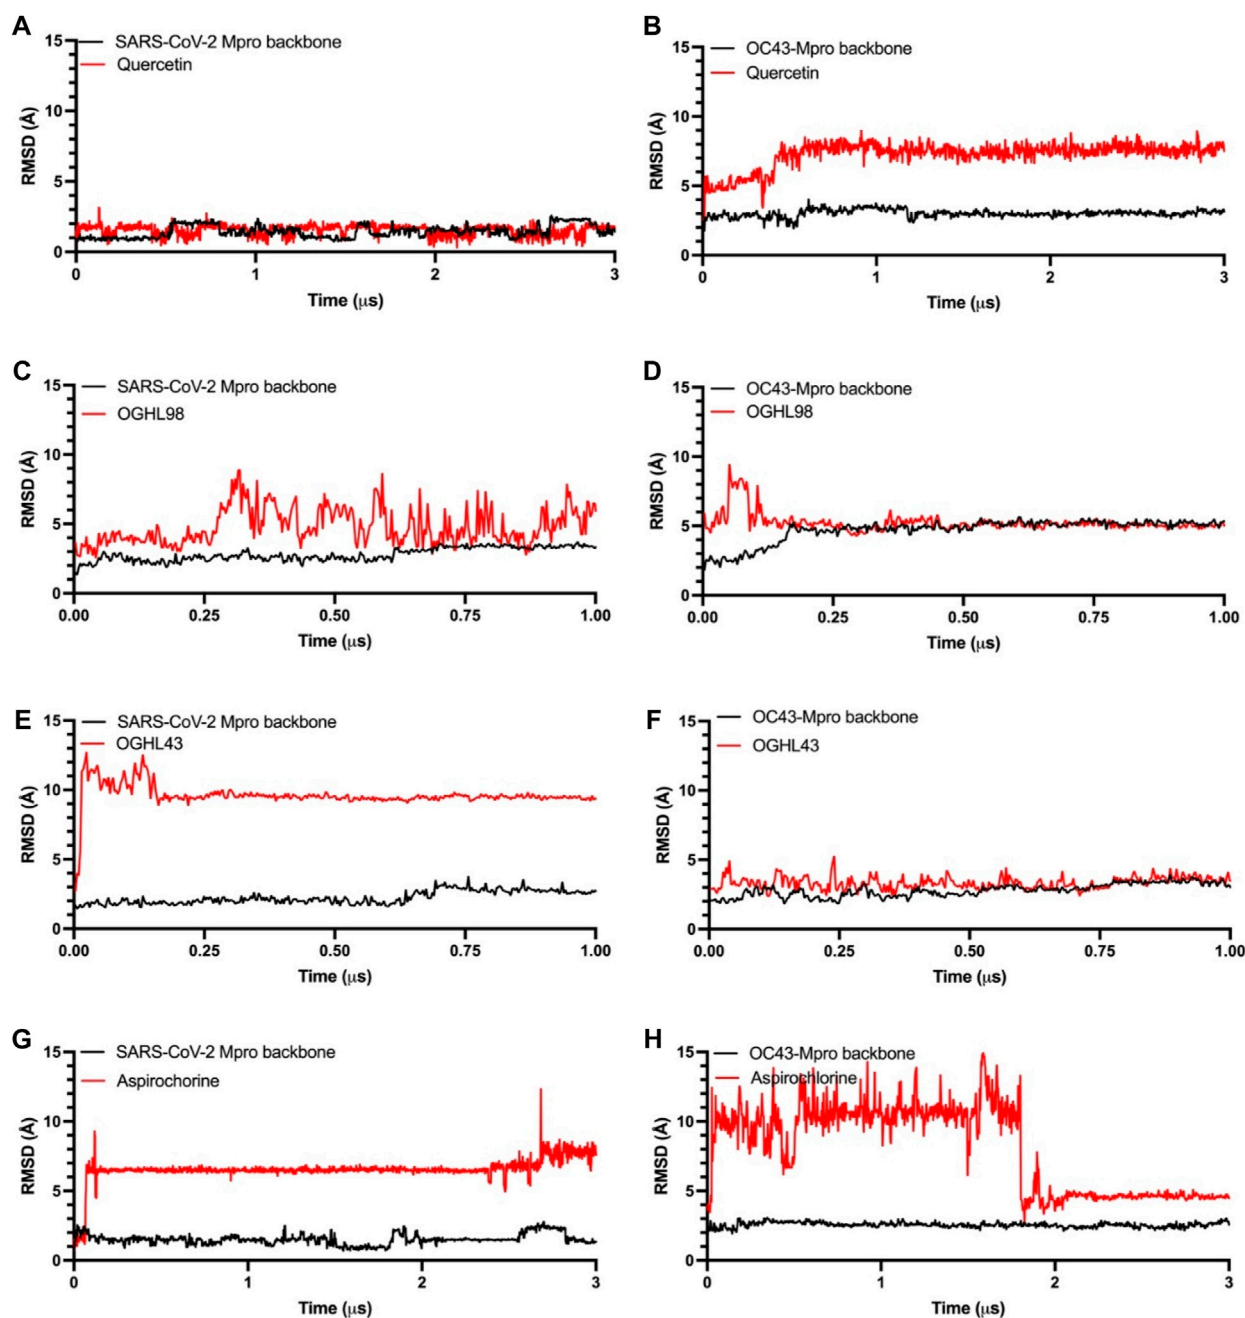 A
SARS-CoV-2 Mpro backbone
Quercetin
RMSD (Å)
15
10
5
0
0 1 2 3
Time (μs)
B
OC43-Mpro backbone
Quercetin
RMSD (Å)
15
10
5
0
0 1 2 3
Time (μs)
C
SARS-CoV-2 Mpro backbone
OGHL98
RMSD (Å)
15
10
5
0
0.00 0.25 0.50 0.75 1.00
Time (μs)
D
OC43-Mpro backbone
OGHL98
RMSD (Å)
15
10
5
0
0.00 0.25 0.50 0.75 1.00
Time (μs)
E
SARS-CoV-2 Mpro backbone
OGHL43
RMSD (Å)
15
10
5
0
0.00 0.25 0.50 0.75 1.00
Time (μs)
F
OC43-Mpro backbone
OGHL43
RMSD (Å)
15
10
5
0
0.00 0.25 0.50 0.75 1.00
Time (μs)
G
SARS-CoV-2 Mpro backbone
Aspirochorine
RMSD (Å)
15
10
5
0
0 1 2 3
Time (μs)
H
OC43-Mpro backbone
Aspirochlorine
RMSD (Å)
15
10
5
0
0 1 2 3
Time (μs)